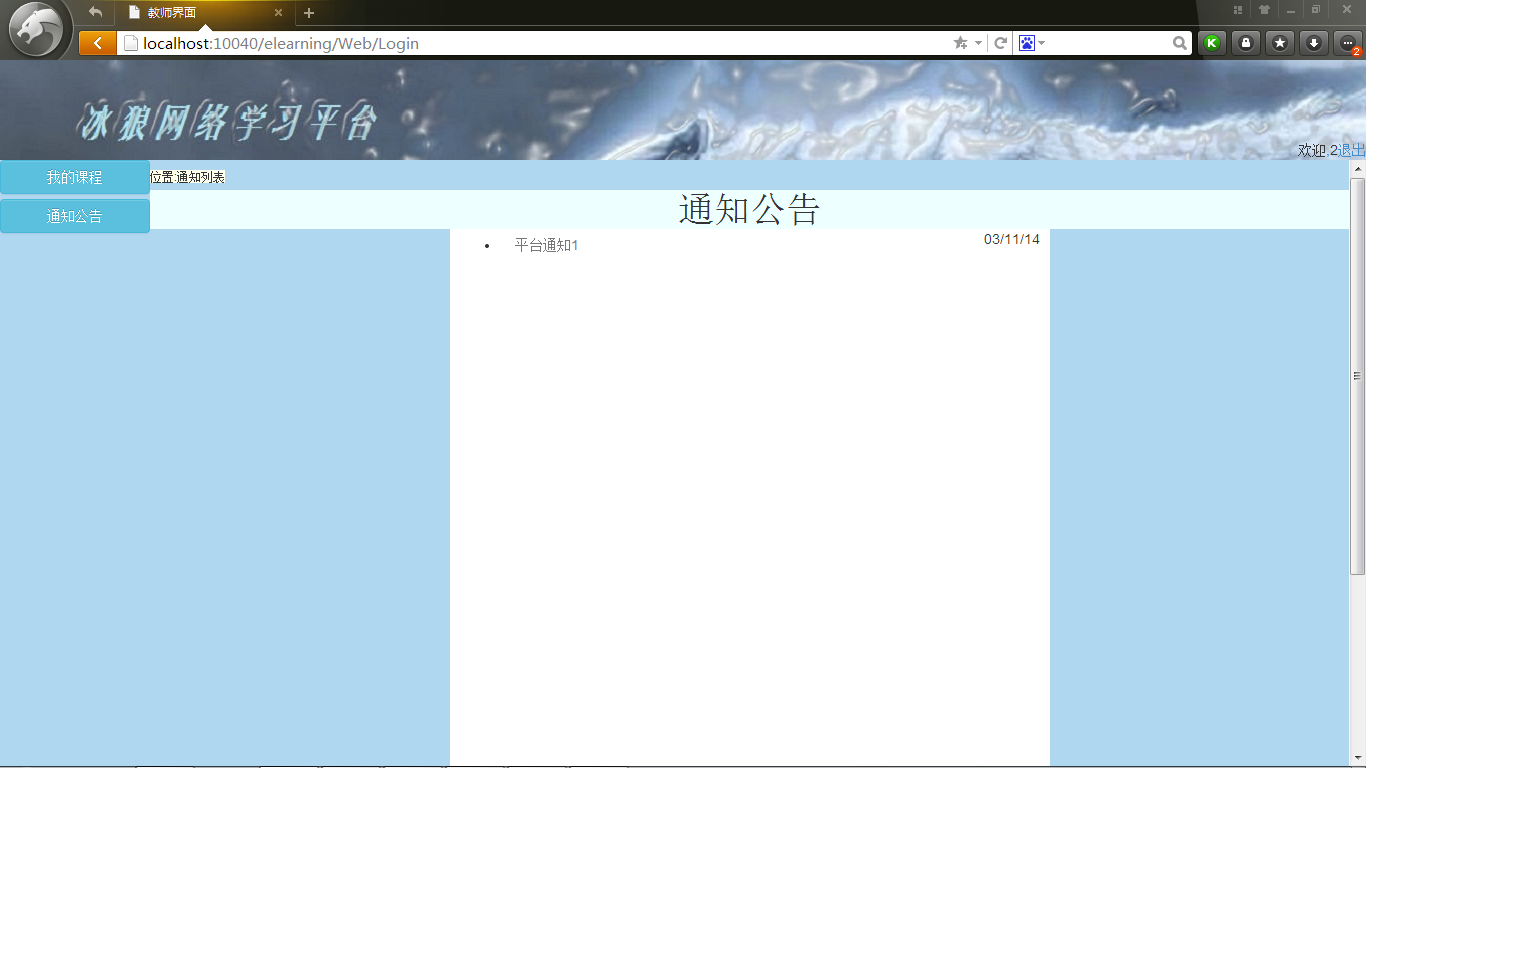 教师界面
localhost:10040/elearning/Web/Login
K
2
冰狼网络学习平台
欢迎,2退出
我的课程
位置:通知列表
通知公告
通知公告
平台通知1
03/11/14